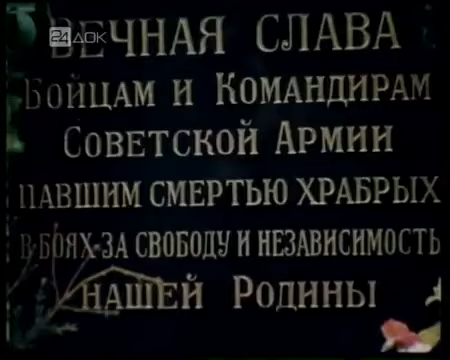 24 ДОК
ВЕЧНАЯ СЛАВА
БОЙЦАМ И КОМАНДИРАМ
СОВЕТСКОЙ АРМИИ
ПАВШИМ СМЕРТЬЮ ХРАБРЫХ
В БОЯХ ЗА СВОБОДУ И НЕЗАВИСИМОСТЬ
НАШЕЙ РОДИНЫ